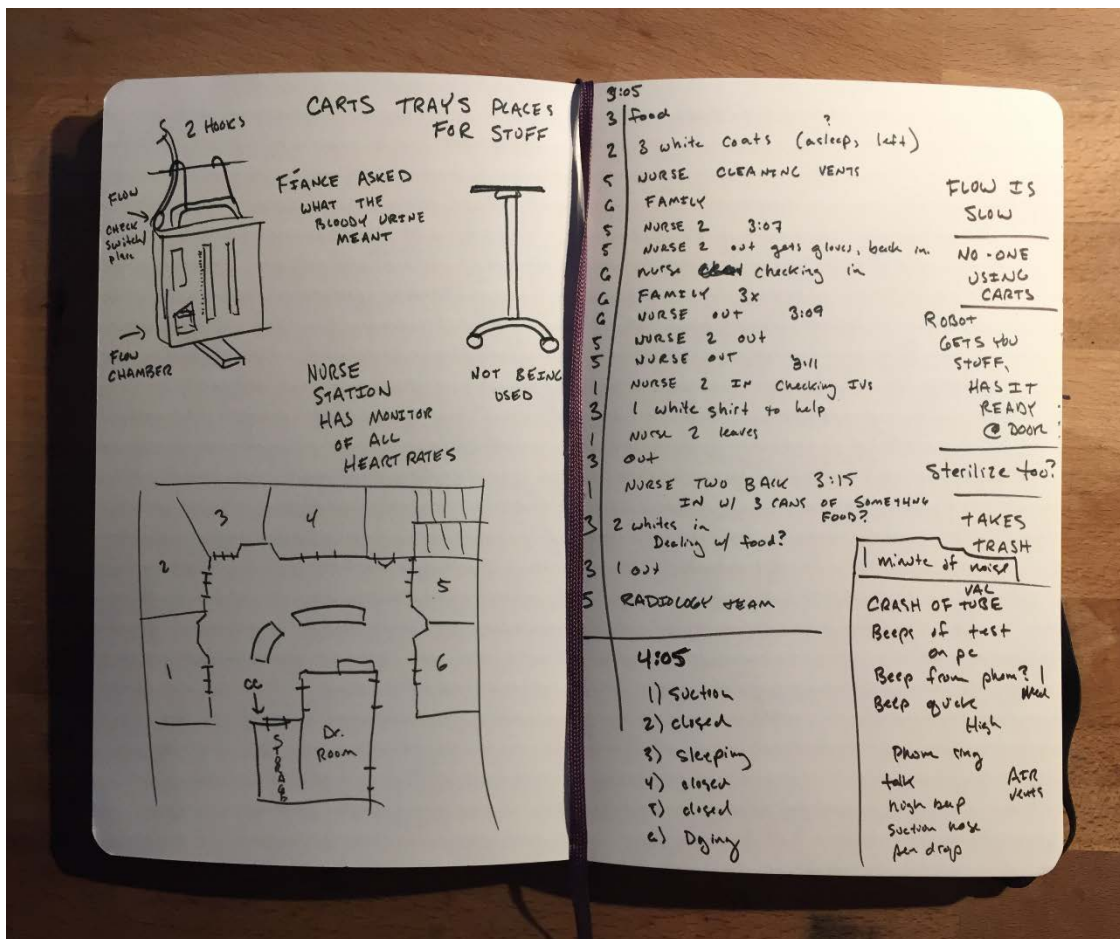 CARTS TRAYS PLACES
FOR STUFF
2 HOOKS
FLOW
CHECK
Switch/
plate
FLOW
CHAMBER
FIANCE ASKED
WHAT THE
BLOODY URINE
MEANT
NOT BEING
USED
NURSE
STATION
HAS MONITOR
OF ALL
HEART RATES
3
4
2
5
1
6
STORAGE
Dr.
Room
3:05
3 food
2 3 white coats (asleep, left)
?
5 NURSE CLEANING VENTS
6 FAMILY
5 NURSE 2 3:07
5 NURSE 2 out gets gloves, back in
6 nurse checking in
6 FAMILY 3x
6 NURSE OUT 3:09
5 NURSE 2 OUT
5 NURSE OUT 3:11
1 NURSE 2 IN Checking IVs
3 1 white shirt to help
1 Nurse 2 leaves
3 out
1 NURSE TWO BACK 3:15
IN W/ 3 CANS OF SOMETHNG
FOOD?
3 2 whites in
Dealing w/ food?
3 1 out
5 RADIOLOGY TEAM
4:05
1) Suction
2) closed
3) sleeping
4) closed
5) closed
6) Dying
FLOW IS
SLOW
NO-ONE
USING
CARTS
ROBOT
GETS YOU
STUFF,
HAS IT
READY
@ DOOR
Sterilize too?
TAKES
TRASH
1 minute of noise
CRASH OF TUBE
Beeps of test
on pc
Beep from phone? 1
Beep quick
High
Phone ring
talk
high beep
suction hose
pen drop
AIR
vents